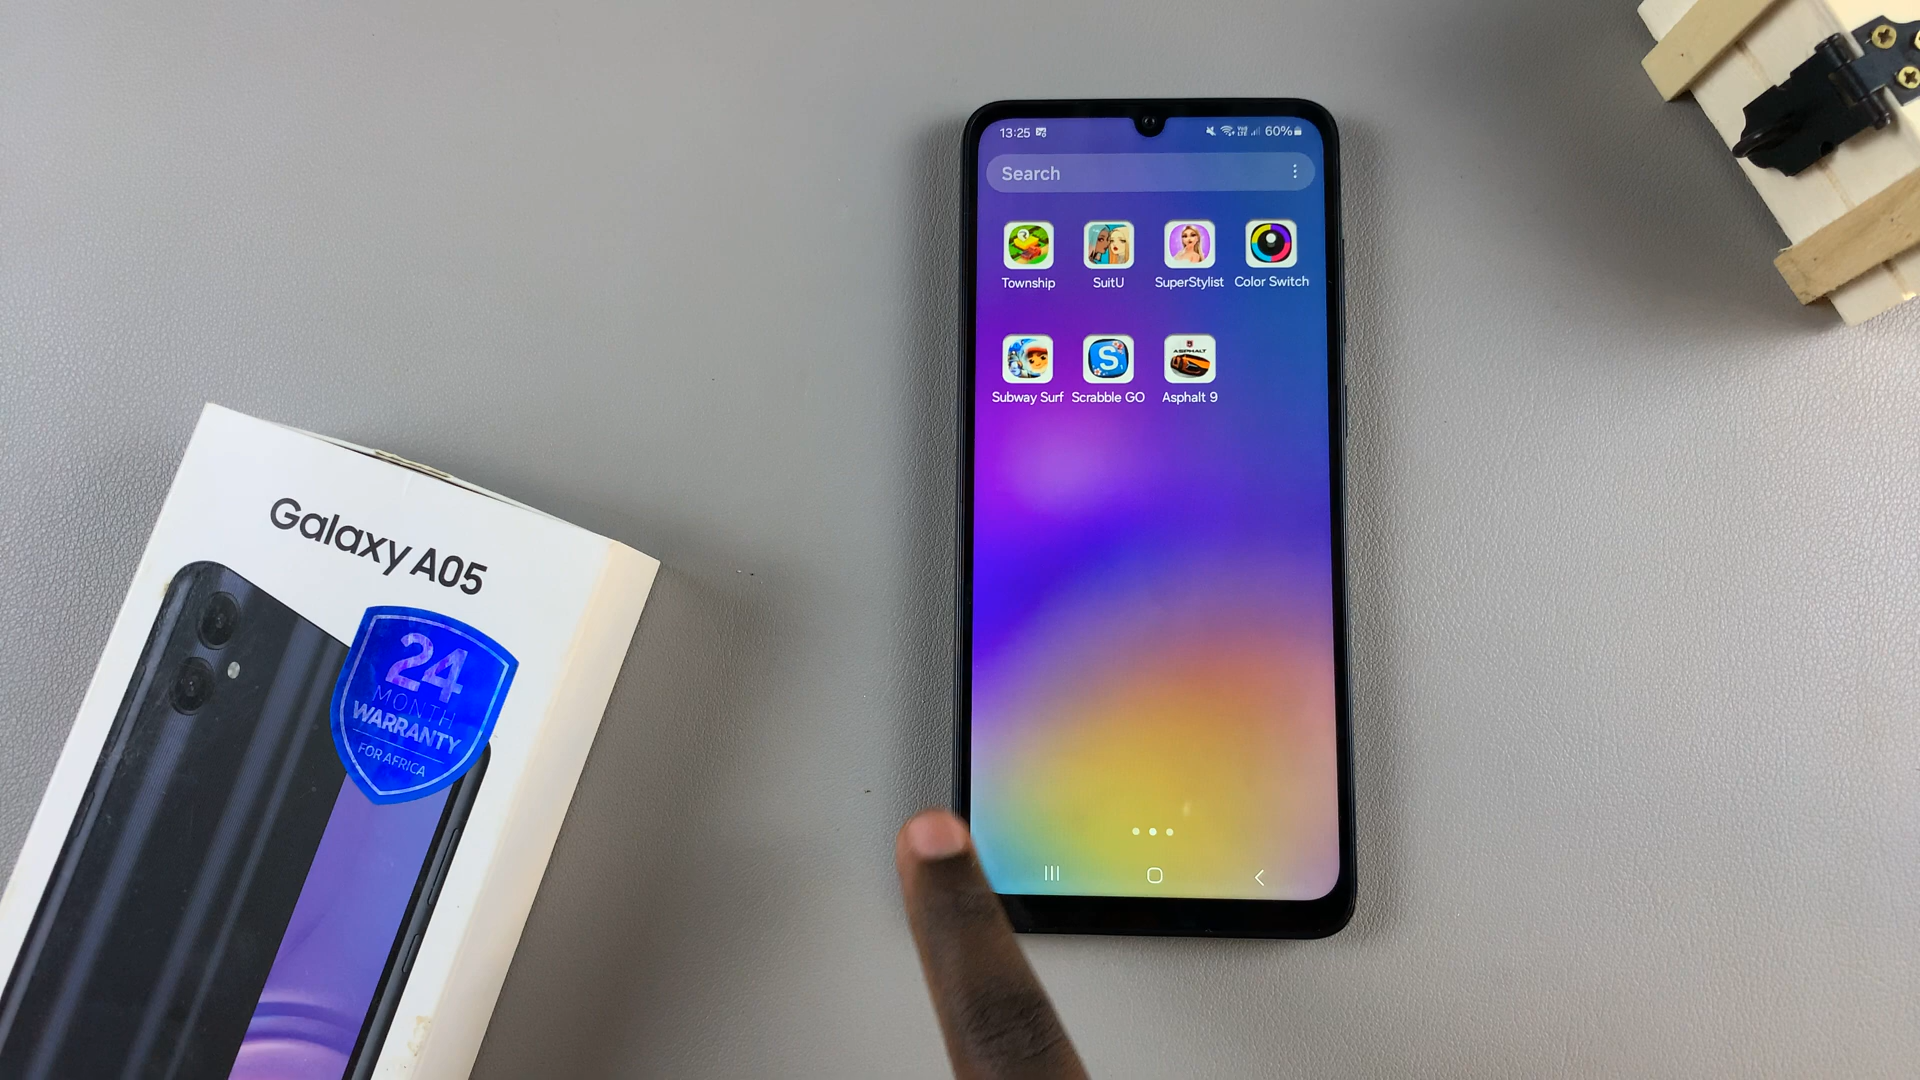 13:25
60%
Search
Township
SuitU
SuperStylist
Color Switch
Subway Surf
Scrabble GO
ASPHALT
Asphalt 9
Galaxy A05
24
MONTH
WARRANTY
FOR AFRICA